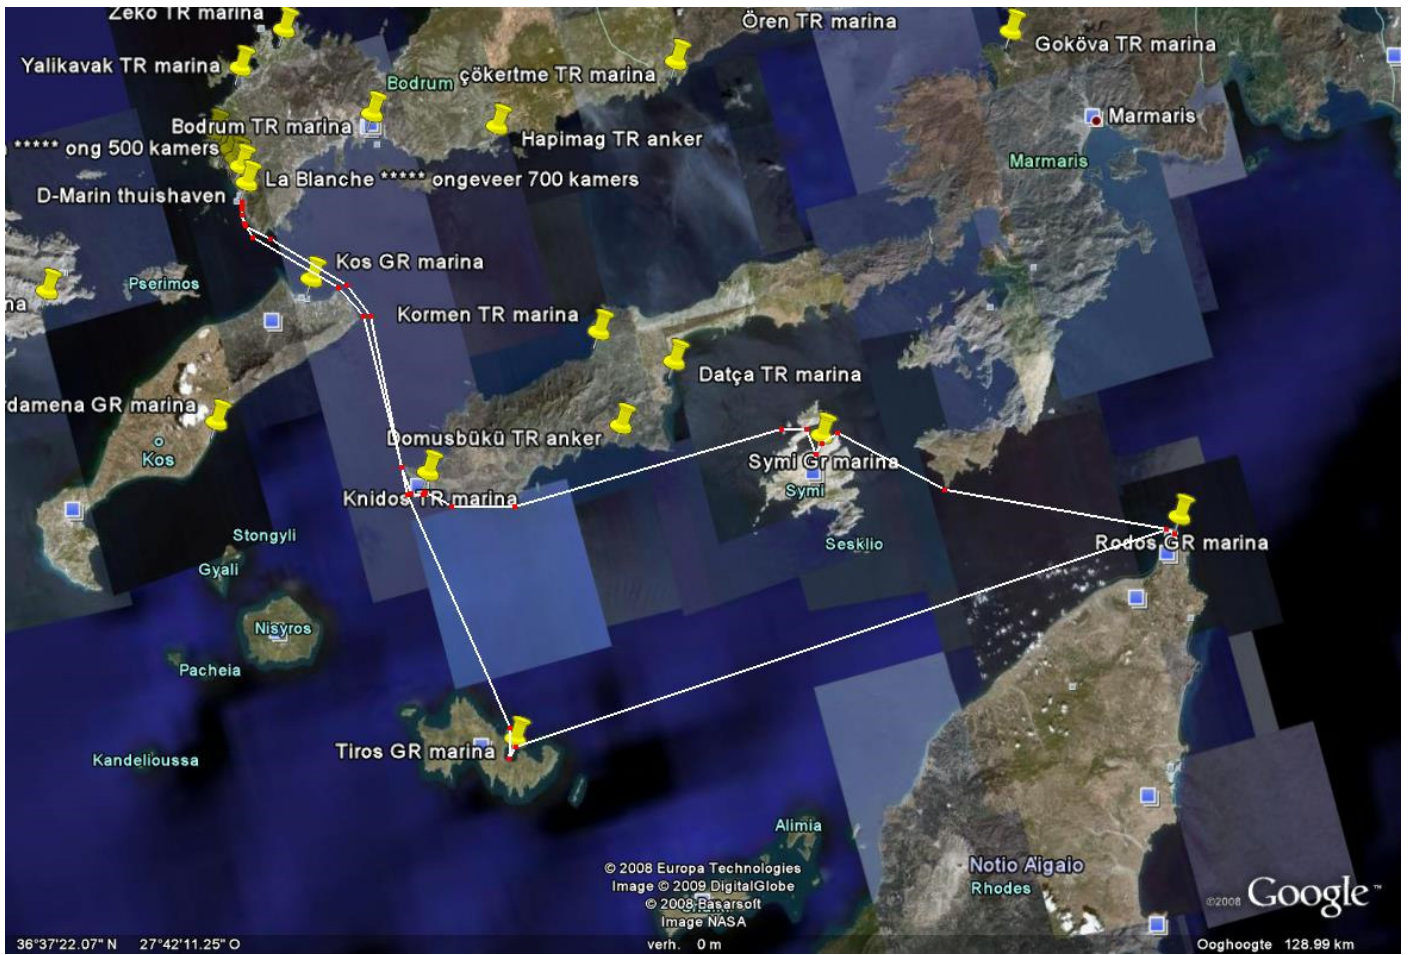 Zeko TR marina
Ören TR marina
Goköva TR marina
Yalikavak TR marina
Bodrum
çökertme TR marina
Marmaris
Bodrum TR marina
Hapimag TR anker
***** ong 500 kamers
Marmaris
La Blanche ***** ongeveer 700 kamers
D-Marin thuishaven
Kos GR marina
Pserimos
na
Kormen TR marina
Datça TR marina
rdamena GR marina
Domusbükü TR anker
Kos
Symi Gr marina
Symi
Knidos TR marina
Stongyli
Sesklio
Rodos GR marina
Gyali
Nisyros
Pacheia
Tiros GR marina
Kandelioussa
Alimia
Notio Aigaio
Rhodes
© 2008 Europa Technologies
Image © 2009 DigitalGlobe
© 2008 Basarsoft
Image NASA
©2008 Google™
36°37'22.07" N 27°42'11.25" O
verh. 0 m
Ooghoogte 128.99 km